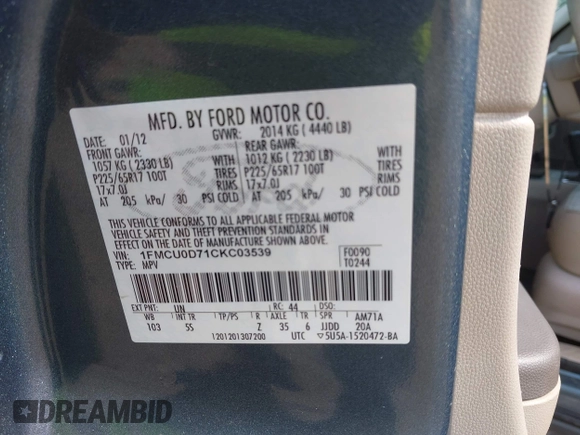 MFD. BY FORD MOTOR CO.
DATE: 01/12 GVWR: 2014 KG ( 4440 LB)
FRONT GAWR: REAR GAWR:
1057 KG ( 2330 LB) WITH 1012 KG ( 2230 LB) WITH
P225/65R17 100T TIRES P225/65R17 100T TIRES
17x7.0J RIMS 17x7.0J RIMS
AT 205 kPa/ 30 PSI COLD AT 205 kPa/ 30 PSI COLD
THIS VEHICLE CONFORMS TO ALL APPLICABLE FEDERAL MOTOR
VEHICLE SAFETY AND THEFT PREVENTION STANDARDS IN
EFFECT ON THE DATE OF MANUFACTURE SHOWN ABOVE.
VIN: 1FMCU0D71CKC03539 F0090
TYPE: MPV T0244
EXT PNT: UN RC: 44 DSO:
WB INT TR TP/PS R AXLE TR AM71A
103 5S Z 35 6 JJDD 20A
1201201307200 UTC 5U5A-1520472-BA
DREAMBID